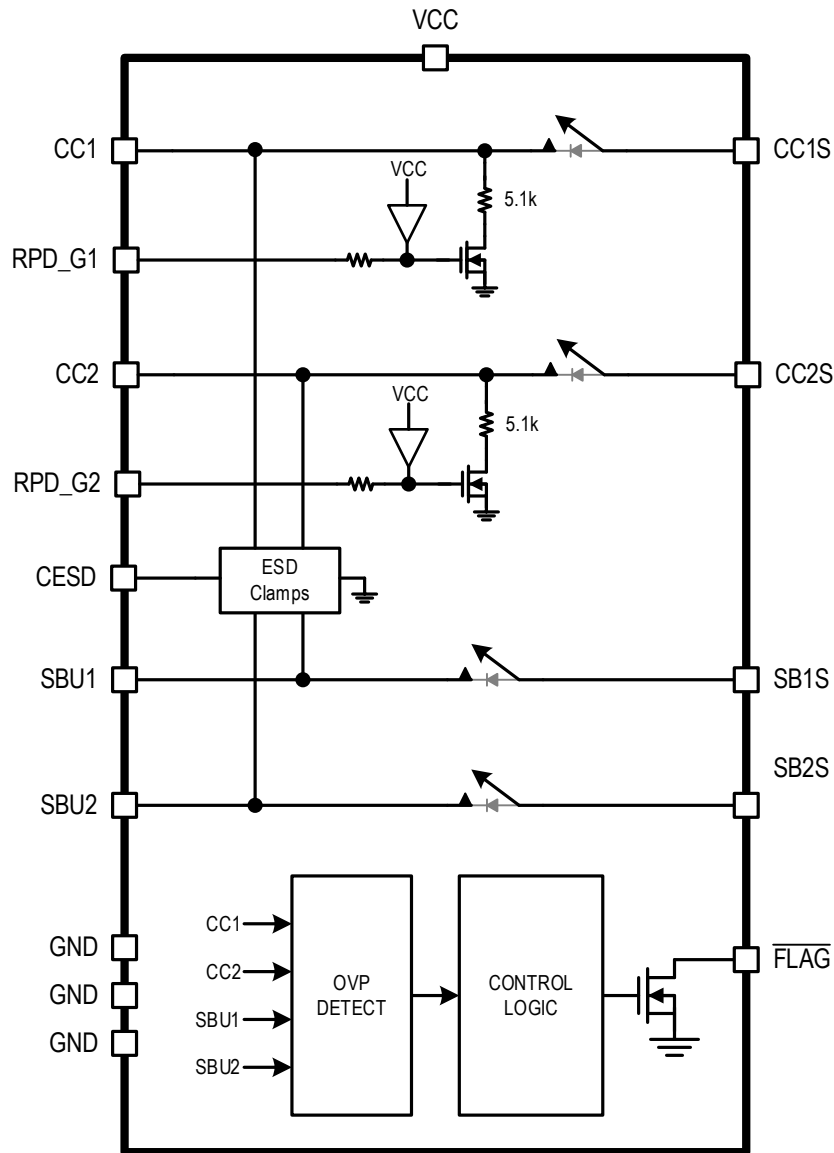 VCC
CC1
CC1S
VCC
5.1k
RPD_G1
CC2
CC2S
VCC
5.1k
RPD_G2
CESD
ESD
Clamps
SBU1
SB1S
SB2S
SBU2
CC1
CC2
SBU1
SBU2
OVP
DETECT
CONTROL
LOGIC
FLAG
GND
GND
GND